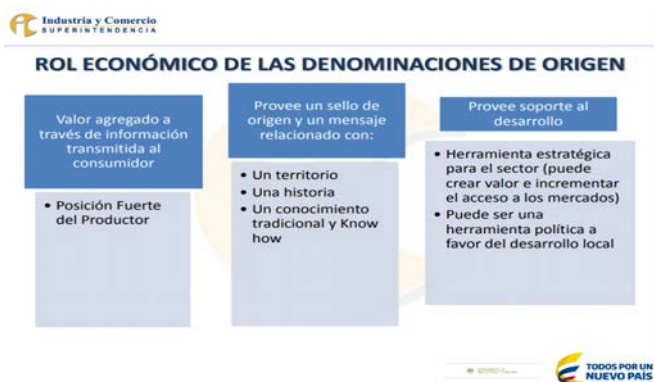 Industria y Comercio
SUPERINTENDENCIA
ROL ECONÓMICO DE LAS DENOMINACIONES DE ORIGEN
Valor agregado a
través de información
transmitida al
consumidor
• Posición Fuerte
del Productor
Provee un sello de
origen y un mensaje
relacionado con:
• Un territorio
• Una historia
• Un conocimiento
tradicional y Know
how
Provee soporte al
desarrollo
• Herramienta estratégica
para el sector (puede
crear valor e incrementar
el acceso a los mercados)
• Puede ser una
herramienta política a
favor del desarrollo local
TODOS POR UN
NUEVO PAÍS